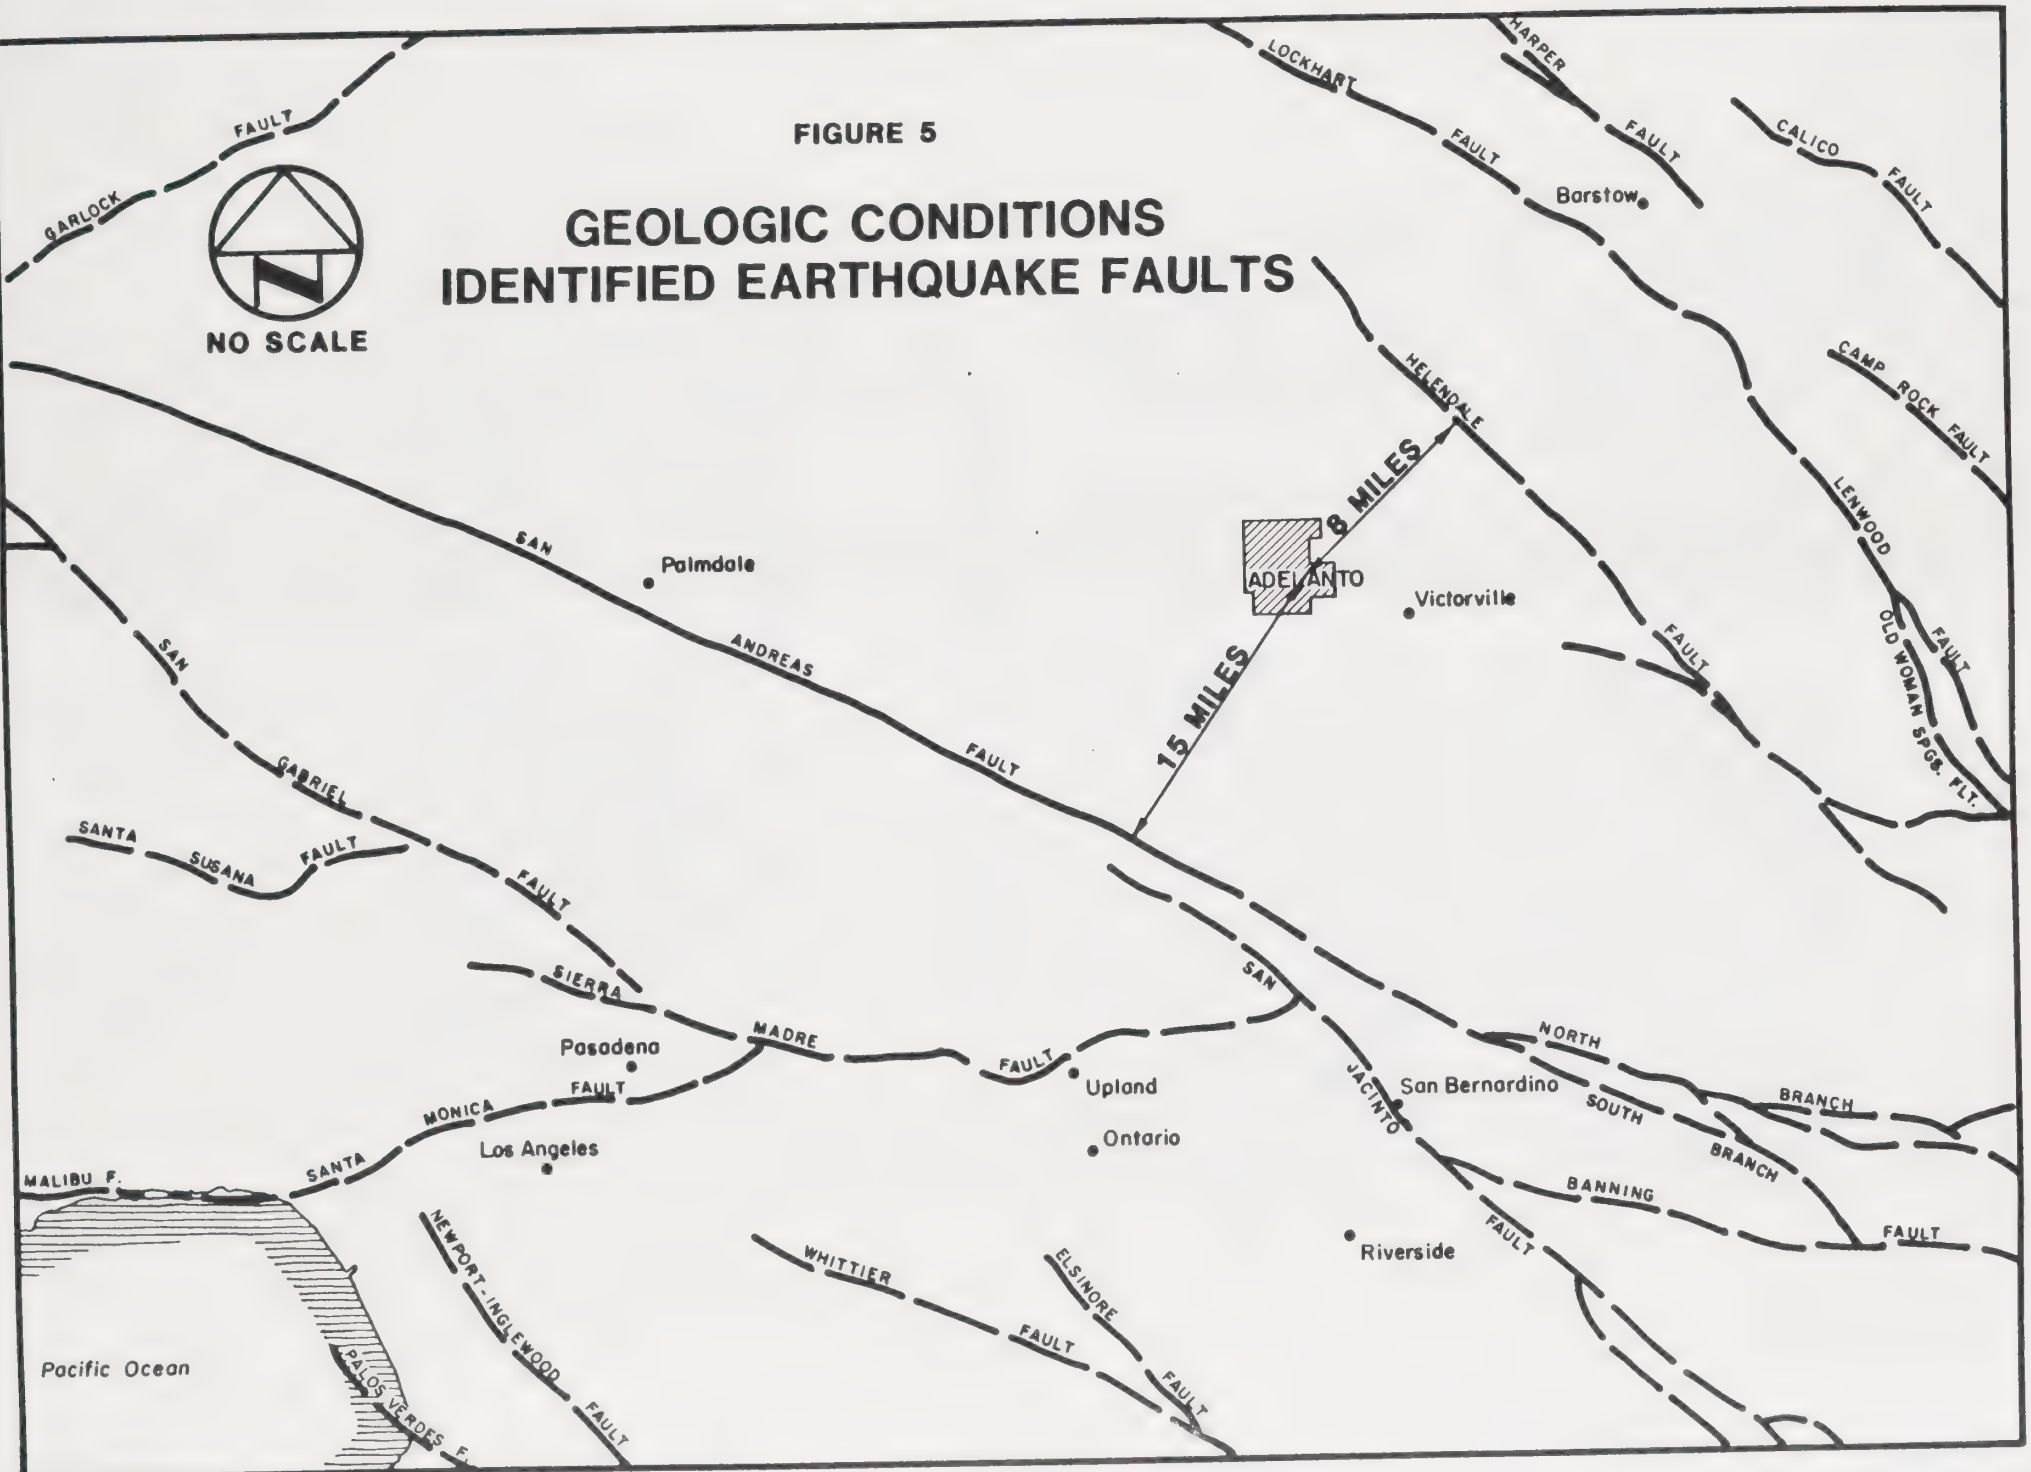 FIGURE 5
GEOLOGIC CONDITIONS
IDENTIFIED EARTHQUAKE FAULTS
N
NO SCALE
GARLOCK FAULT
LOCKHART FAULT
HARPER FAULT
CALICO FAULT
Barstow
CAMP ROCK FAULT
HELENDALE FAULT
LENWOOD FAULT
OLD WOMAN SPGS. FLT.
8 MILES
ADELANTO
Victorville
15 MILES
SAN ANDREAS FAULT
Palmdale
SAN GABRIEL FAULT
SANTA SUSANA FAULT
SIERRA MADRE FAULT
Pasadena
SANTA MONICA FAULT
Los Angeles
MALIBU F.
Upland
Ontario
SAN JACINTO FAULT
San Bernardino
NORTH BRANCH
SOUTH BRANCH
BANNING FAULT
Riverside
NEWPORT-INGLEWOOD FAULT
WHITTIER FAULT
ELSINORE FAULT
Pacific Ocean
PALOS VERDES F.